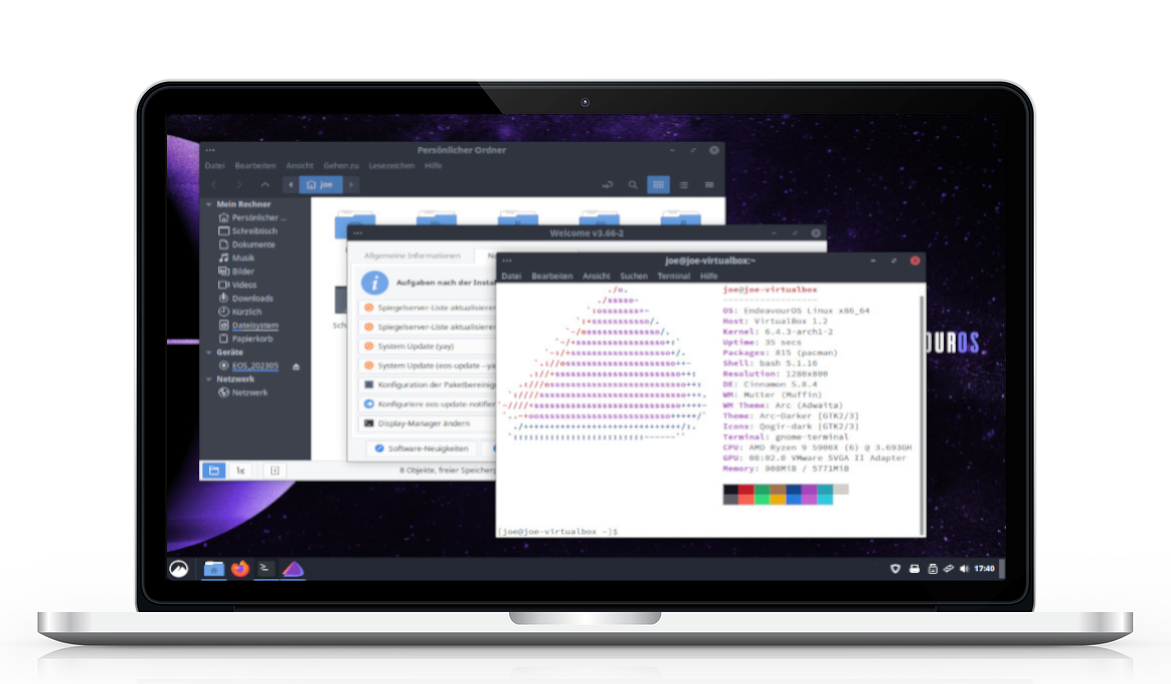 Persönlicher Ordner
Datei Bearbeiten Ansicht Gehen zu Lesezeichen Hilfe
joe
Mein Rechner
Persönlicher ...
Schreibtisch
Dokumente
Musik
Bilder
Videos
Downloads
Kürzlich
Dateisystem
Papierkorb
Geräte
EOS_202305
Netzwerk
Netzwerk
8 Objekte, freier Speicherp
Welcome v3.66-2
Allgemeine Informationen
Aufgaben nach der Instal
Spiegelserver-Liste aktualisieren
Spiegelserver-Liste aktualisieren
System Update (yay)
System Update (eos-update --ya
Konfiguration der Paketbereinig
Konfiguriere eos-update-notifier
Display-Manager ändern
Software-Neuigkeiten
joe@joe-virtualbox:~
Datei Bearbeiten Ansicht Suchen Terminal Hilfe
joe@joe-virtualbox
------------------
OS: EndeavourOS Linux x86_64
Host: VirtualBox 1.2
Kernel: 6.4.3-arch1-2
Uptime: 35 secs
Packages: 815 (pacman)
Shell: bash 5.1.16
Resolution: 1280x800
DE: Cinnamon 5.8.4
WM: Mutter (Muffin)
WM Theme: Arc (Adwaita)
Theme: Arc-Darker [GTK2/3]
Icons: Qogir-dark [GTK2/3]
Terminal: gnome-terminal
CPU: AMD Ryzen 9 5900X (6) @ 3.693GH
GPU: 00:02.0 VMware SVGA II Adapter
Memory: 908MiB / 5771MiB
[joe@joe-virtualbox ~]$
OUROS.
17:40